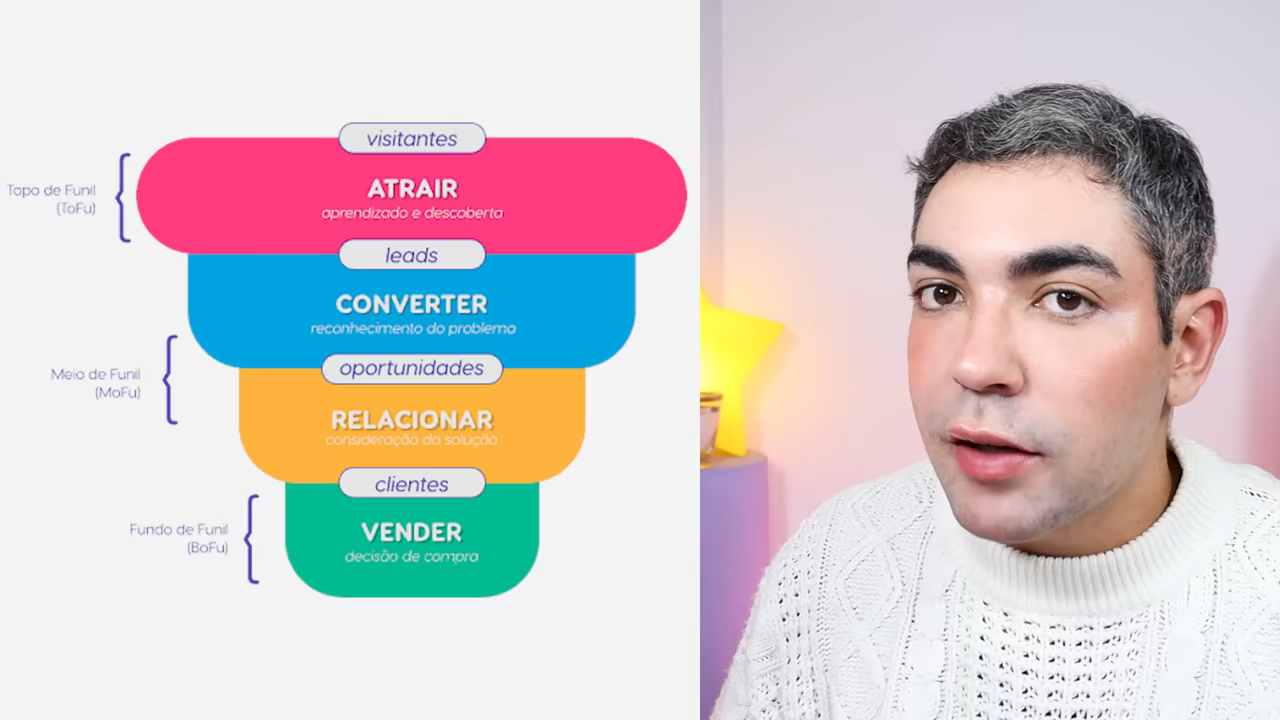 visitantes
Topo de Funil
(ToFu)
ATRAIR
aprendizado e descoberta
leads
CONVERTER
reconhecimento do problema
Meio de Funil
(MoFu)
oportunidades
RELACIONAR
consideração da solução
clientes
Fundo de Funil
(BoFu)
VENDER
decisão de compra